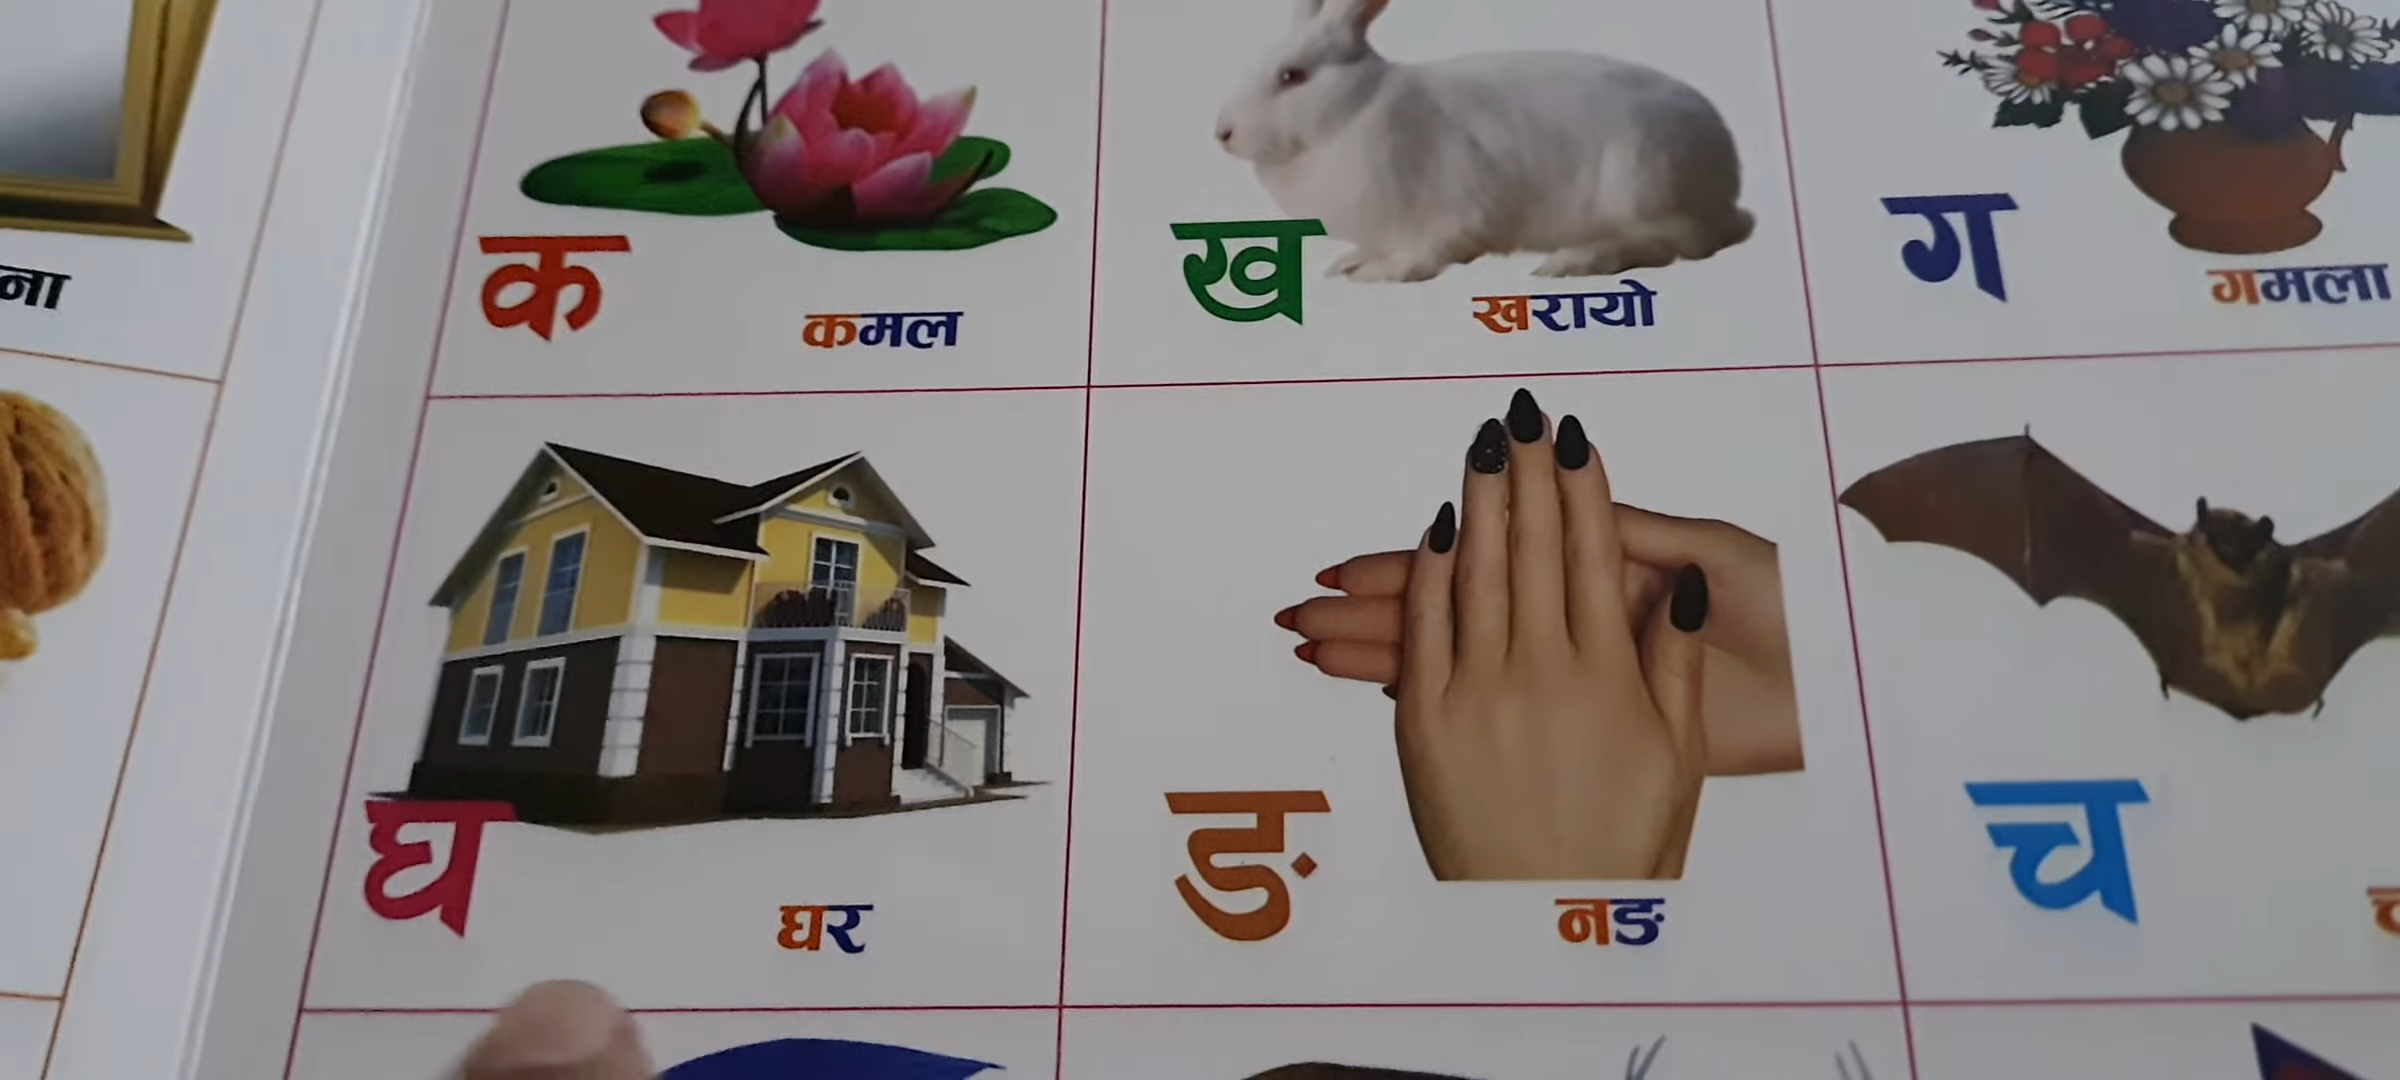 ना
क कमल
ख खरायो
ग गमला
घ घर
ङ नङ
च